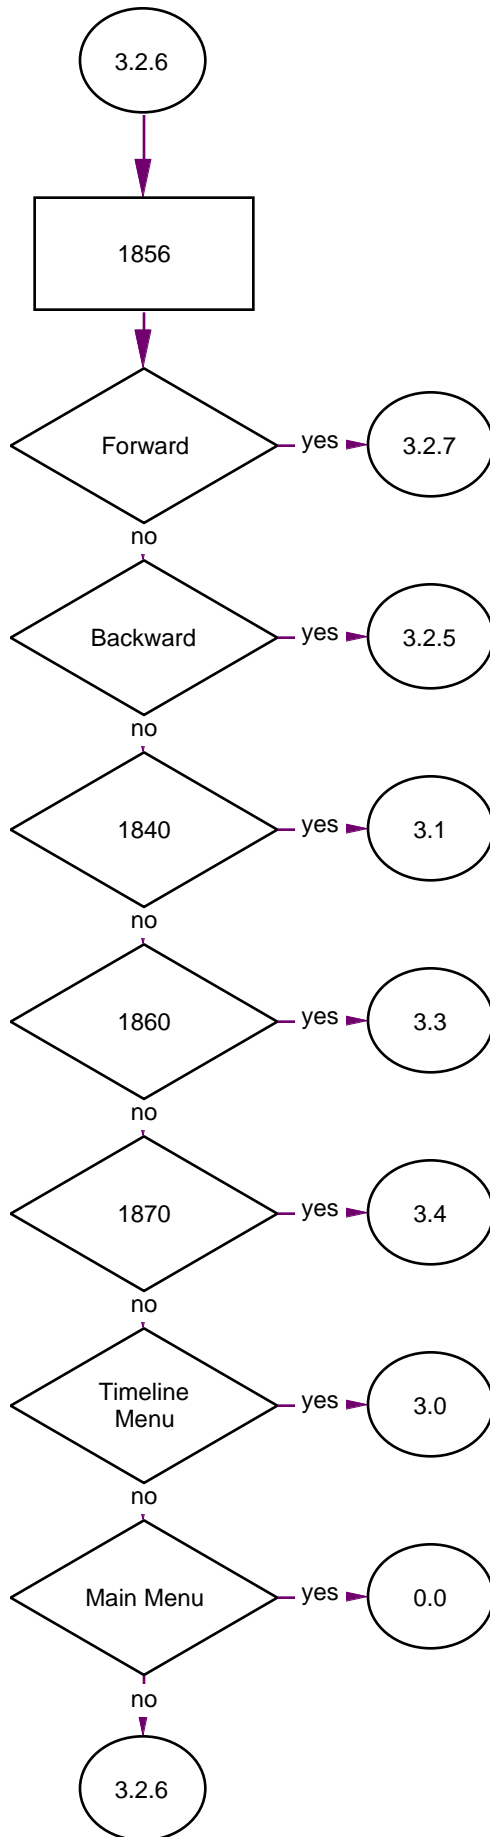 3.2.6
1856
Forward
yes
3.2.7
no
Backward
yes
3.2.5
no
1840
yes
3.1
no
1860
yes
3.3
no
1870
yes
3.4
no
Timeline
Menu
yes
3.0
no
Main Menu
yes
0.0
no
3.2.6